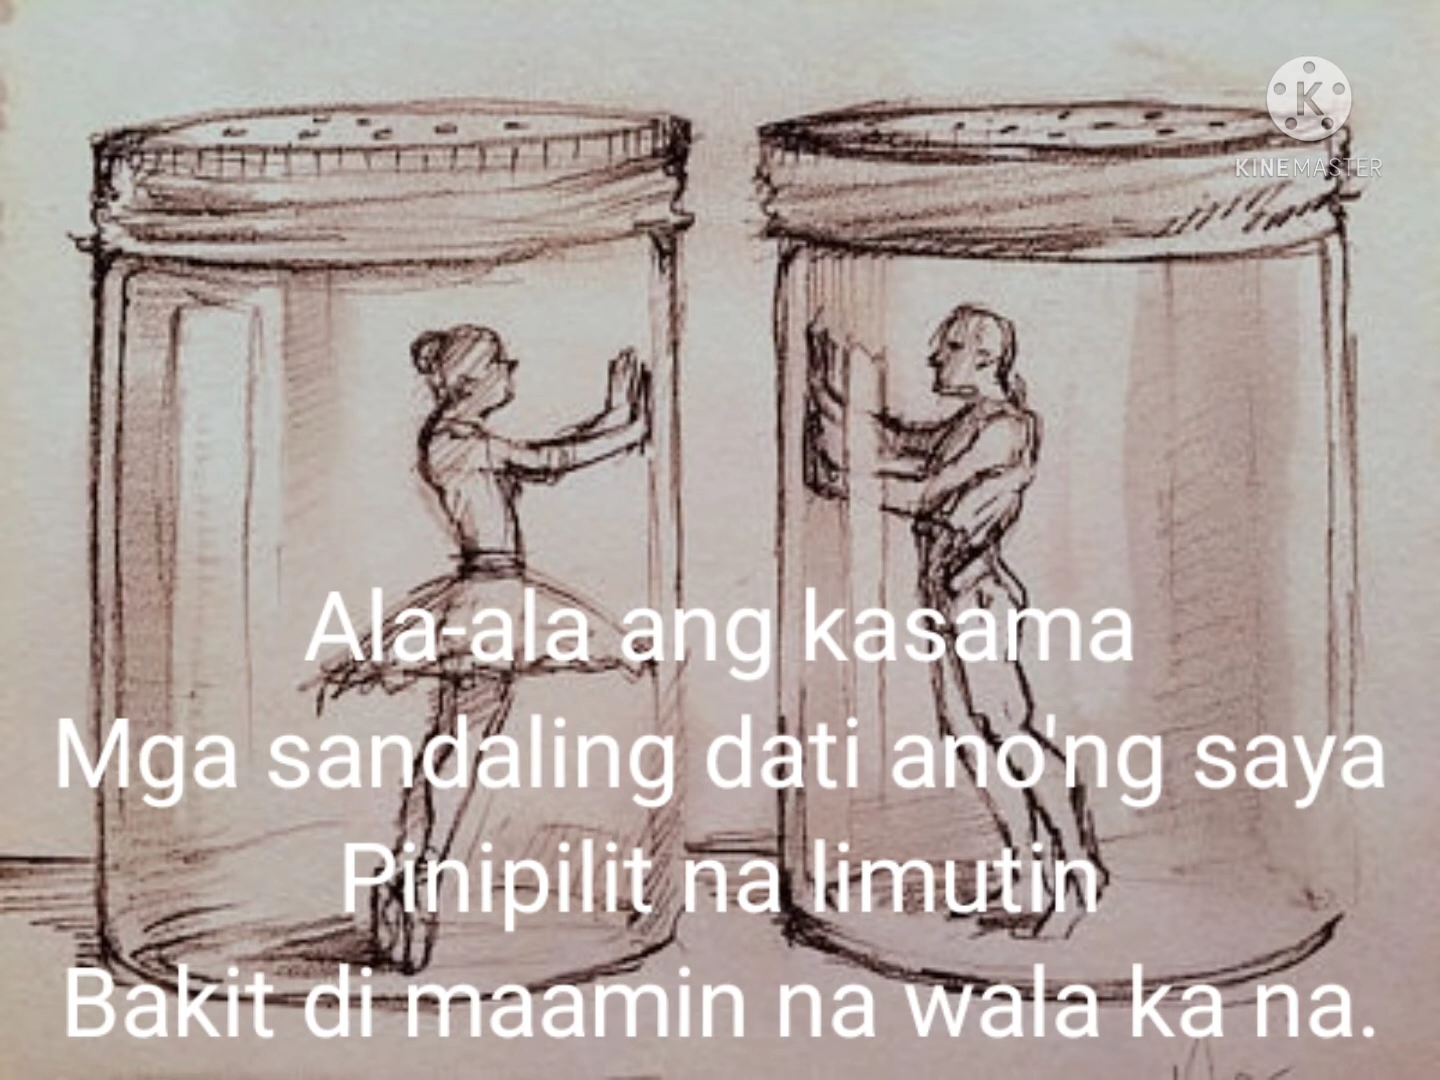 KINEMASTER
Ala-ala ang kasama
Mga sandaling dati ano'ng saya
Pinipilit na limutin
Bakit di maamin na wala ka na.